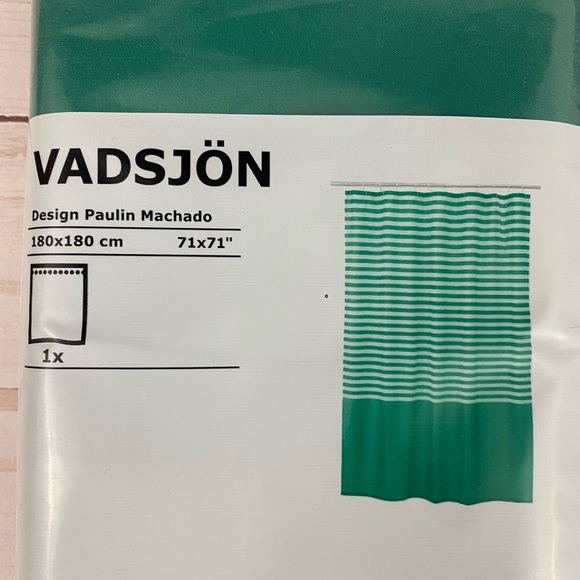 VADSJÖN
Design Paulin Machado
180x180 cm 71x71"
1x